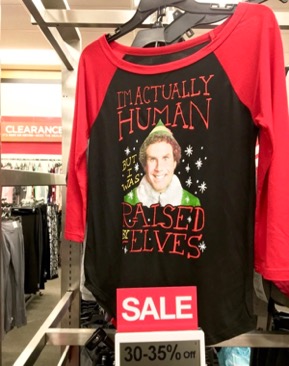 I'M ACTUALLY
HUMAN
BUT
I WAS
RAISED
BY
ELVES
CLEARANCE
SALE
30-35% Off